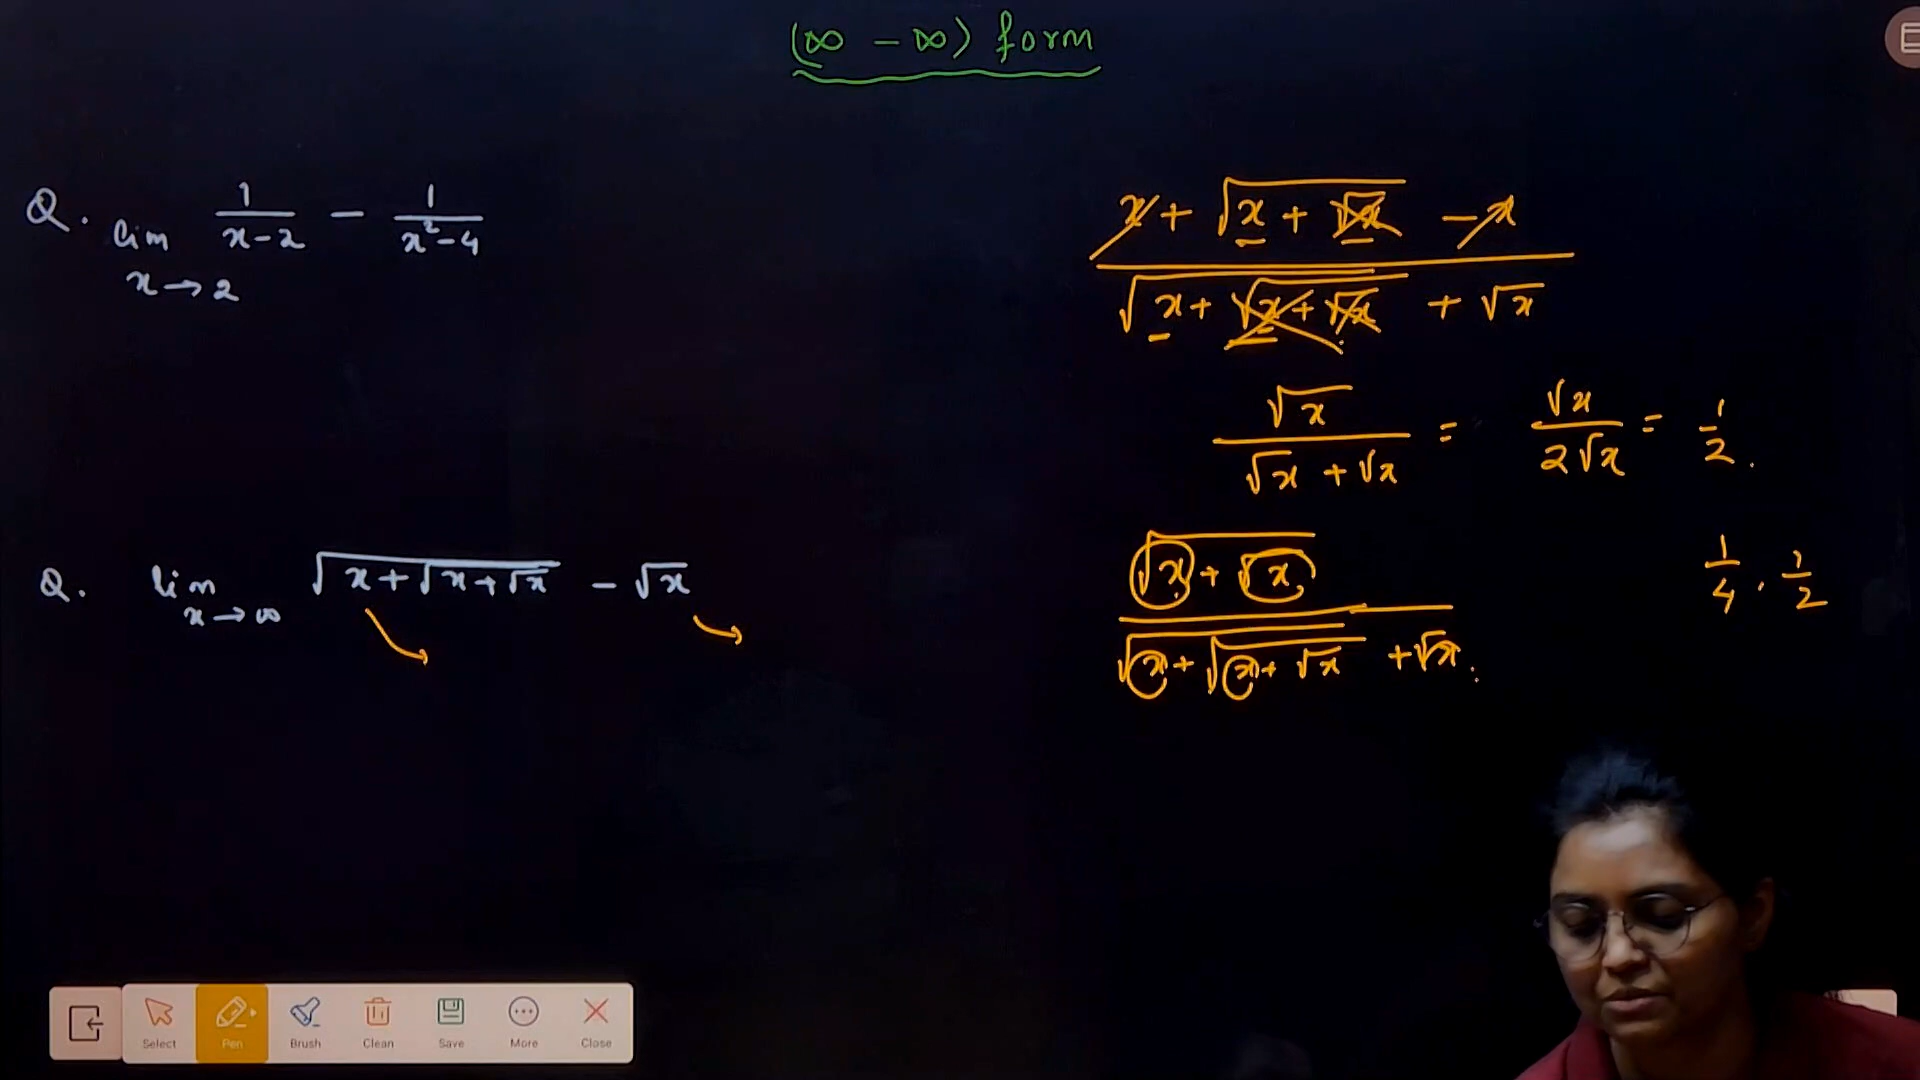 (∞ - ∞) form
Q. lim x→2 1/(x-2) - 1/(x²-4)
Q. lim x→∞ √(x+√(x+√x)) - √x
(x + √(x + √x) - x) / (√(x + √(x + √x)) + √x)
√x / (√x + √x) = √x / (2√x) = 1/2.
√(x + √x) / (√(x + √(x + √x)) + √x).
1/4 . 1/2
Select Pen Brush Clean Save More Close